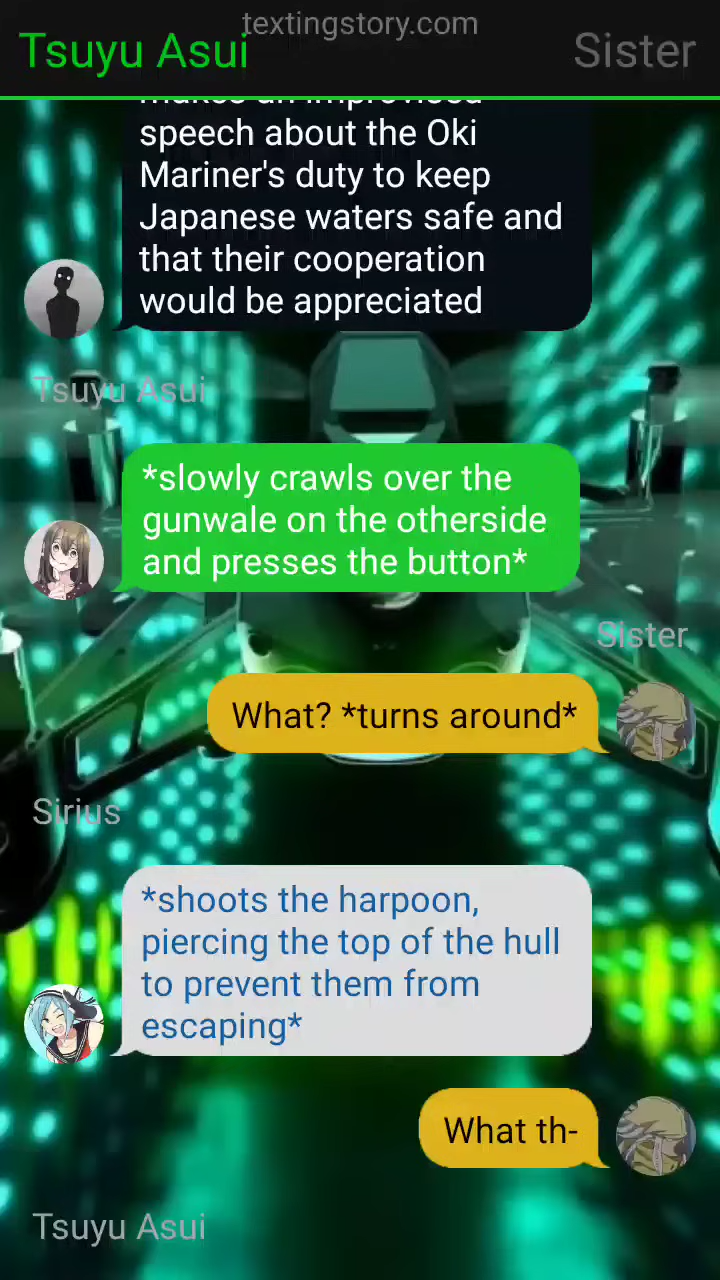 textingstory.com
Tsuyu Asui
Sister
makes an improvised
speech about the Oki
Mariner's duty to keep
Japanese waters safe and
that their cooperation
would be appreciated
Tsuyu Asui
*slowly crawls over the
gunwale on the otherside
and presses the button*
Sister
What? *turns around*
Sirius
*shoots the harpoon,
piercing the top of the hull
to prevent them from
escaping*
What th-
Tsuyu Asui